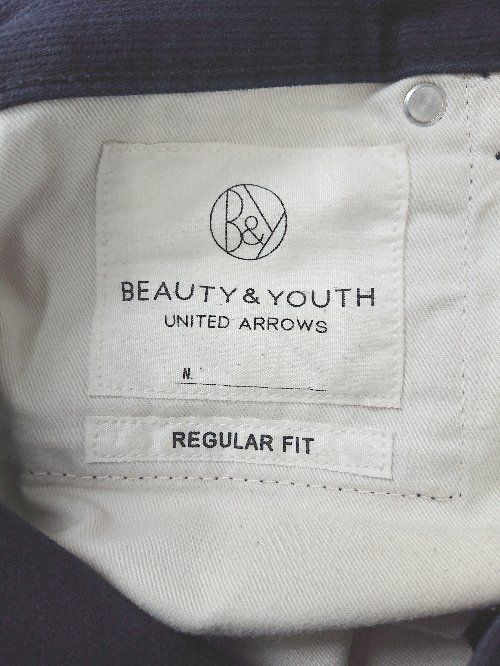 B&Y
BEAUTY & YOUTH
UNITED ARROWS
N.
REGULAR FIT